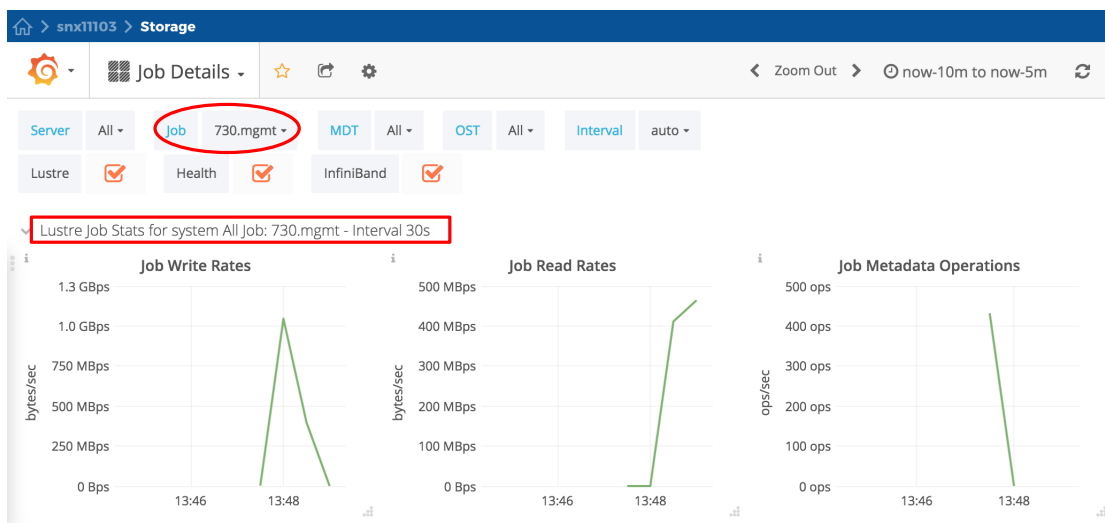 snx11103 > Storage
Job Details
Zoom Out
now-10m to now-5m
Server All
Job 730.mgmt
MDT All
OST All
Interval auto
Lustre
Health
InfiniBand
Lustre Job Stats for system All Job: 730.mgmt - Interval 30s
i
Job Write Rates
bytes/sec
1.3 GBps
1.0 GBps
750 MBps
500 MBps
250 MBps
0 Bps
13:46
13:48
i
Job Read Rates
bytes/sec
500 MBps
400 MBps
300 MBps
200 MBps
100 MBps
0 Bps
13:46
13:48
i
Job Metadata Operations
ops/sec
500 ops
400 ops
300 ops
200 ops
100 ops
0 ops
13:46
13:48